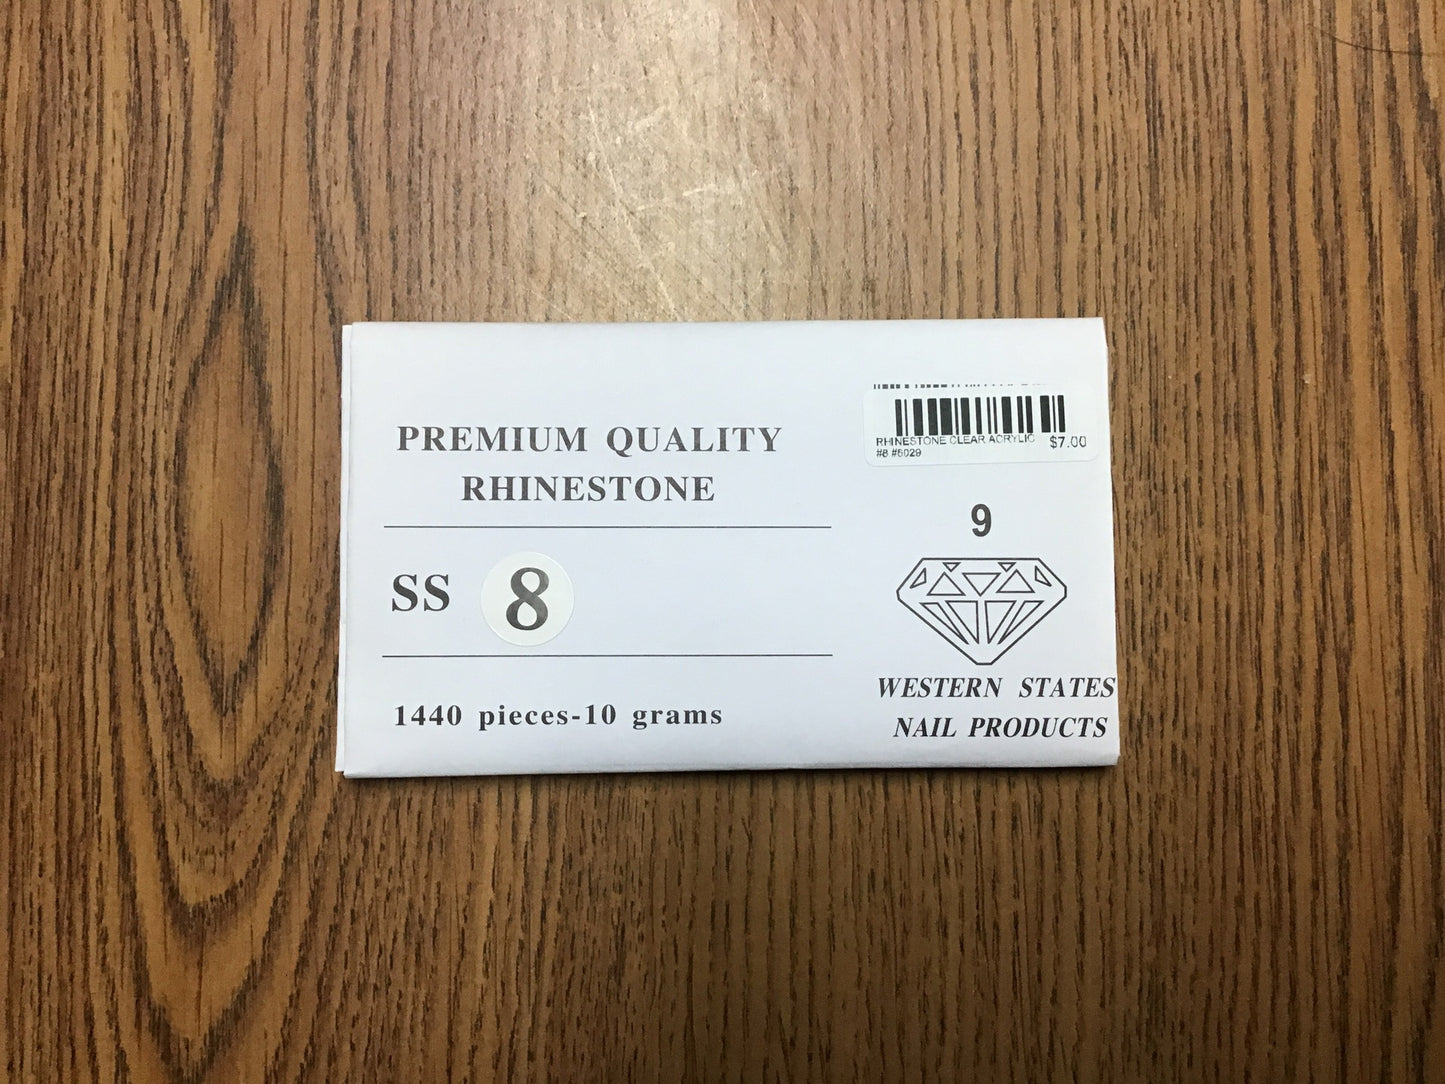 PREMIUM QUALITY
RHINESTONE
SS 8
1440 pieces-10 grams
RHINESTONE CLEAR ACRYLIC $7.00
#8 #5029
9
WESTERN STATES
NAIL PRODUCTS